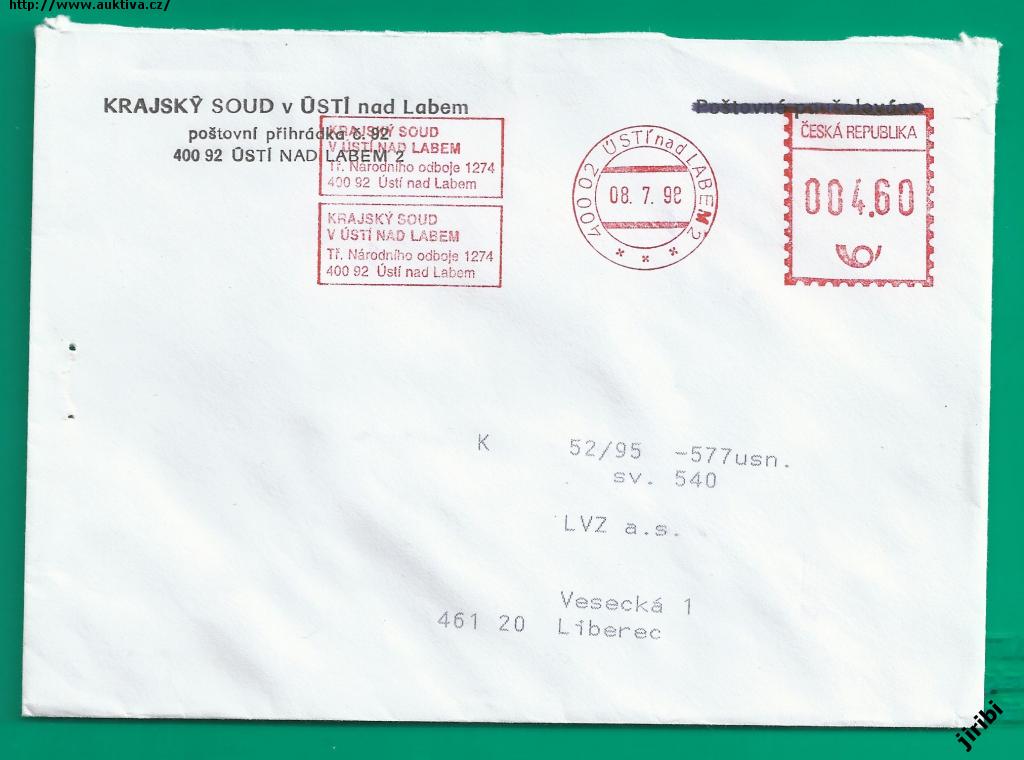 http://www.auktiva.cz/
KRAJSKÝ SOUD v ÚSTÍ nad Labem
poštovní přihrádka č. 92
400 92 ÚSTÍ NAD LABEM 2
KRAJSKÝ SOUD
V ÚSTÍ NAD LABEM
Tř. Národního odboje 1274
400 92 Ústí nad Labem
KRAJSKÝ SOUD
V ÚSTÍ NAD LABEM
Tř. Národního odboje 1274
400 92 Ústí nad Labem
400 02 ÚSTÍ nad LABEM 2
08. 7. 98
Poštovné paušalováno
ČESKÁ REPUBLIKA
004.60
K 52/95 -577usn.
sv. 540
LVZ a.s.
Vesecká 1
461 20 Liberec
jiribi